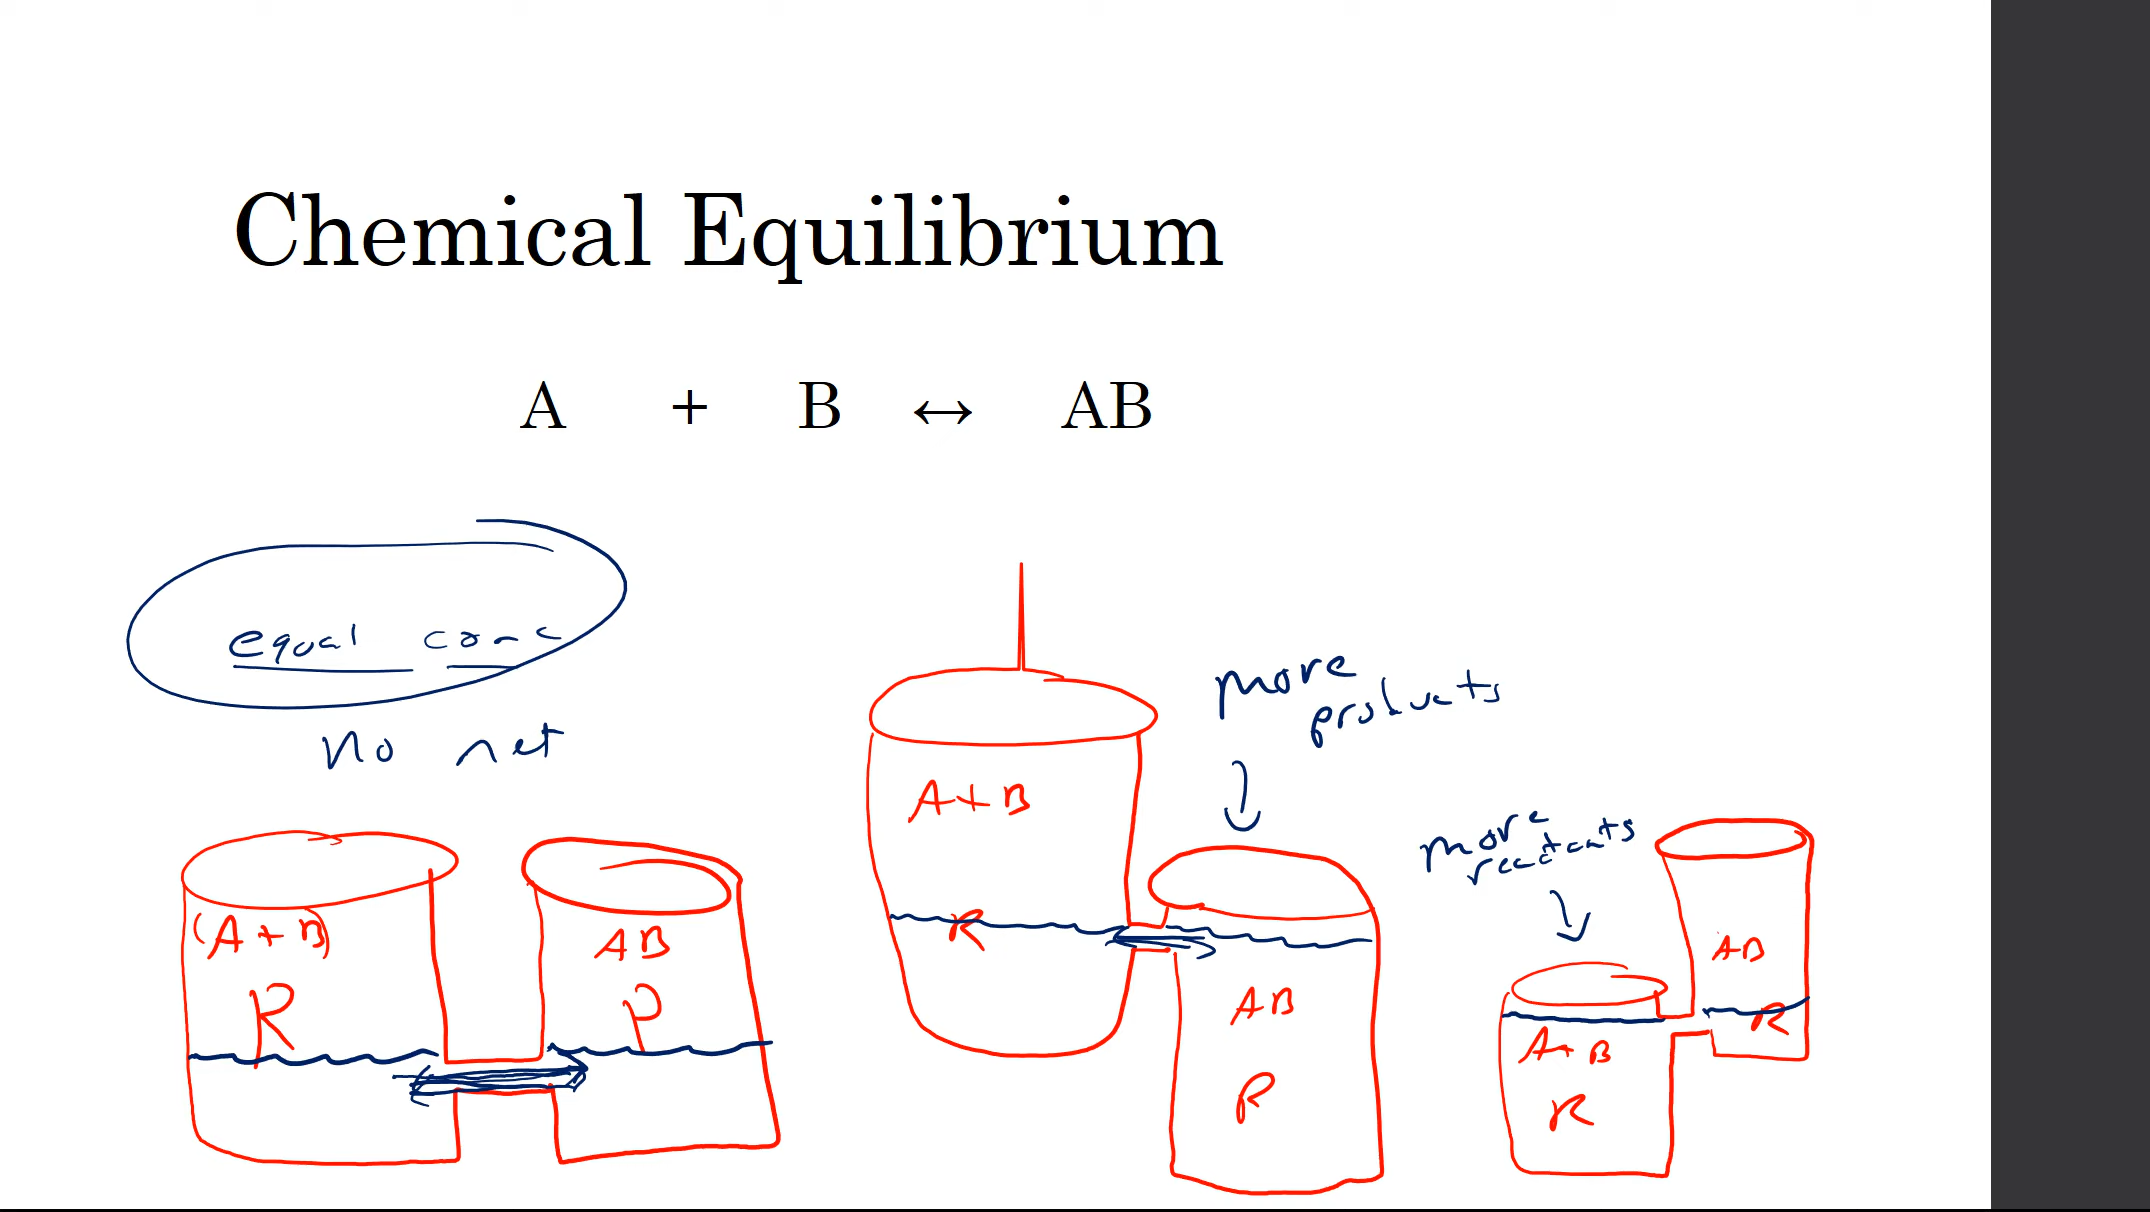 Chemical Equilibrium
A + B ↔ AB
equal conc
no net
(A + B)
R
AB
P
A+B
R
more
products
AB
P
more
reactants
A+B
R
AB
R